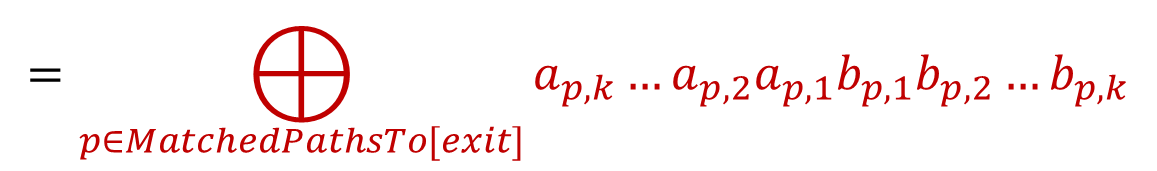 = ⨁ a_{p,k} … a_{p,2} a_{p,1} b_{p,1} b_{p,2} … b_{p,k}
p∈MatchedPathsTo[exit]